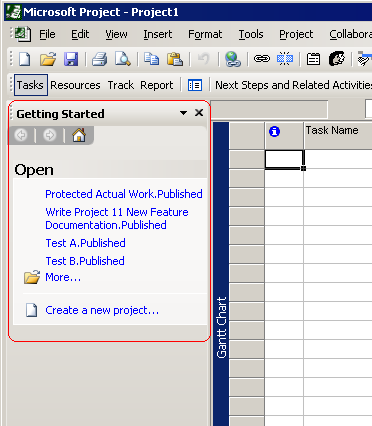 Microsoft Project - Project1
File Edit View Insert Format Tools Project Collabora
Tasks Resources Track Report Next Steps and Related Activities
Getting Started
Task Name
Open
Protected Actual Work.Published
Write Project 11 New Feature
Documentation.Published
Test A.Published
Test B.Published
More...
Create a new project...
Gantt Chart